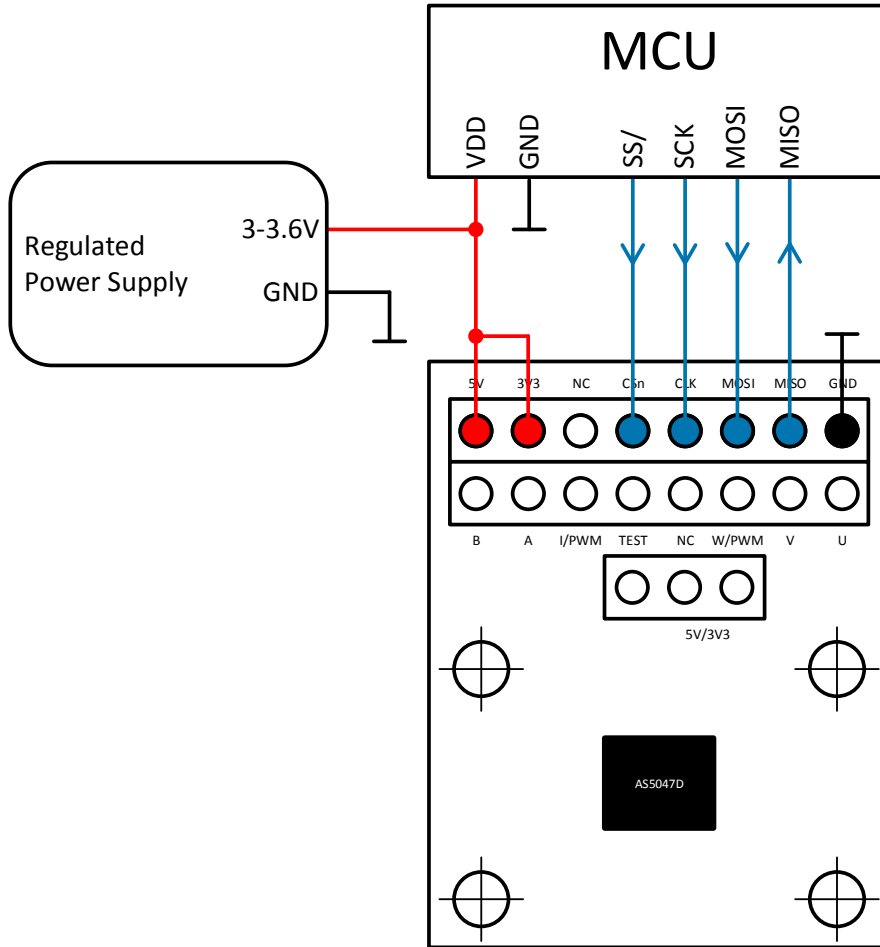 MCU
VDD
GND
SS/
SCK
MOSI
MISO
Regulated
Power Supply
3-3.6V
GND
5V 3V3 NC CSn CLK MOSI MISO GND
B A I/PWM TEST NC W/PWM V U
5V/3V3
AS5047D